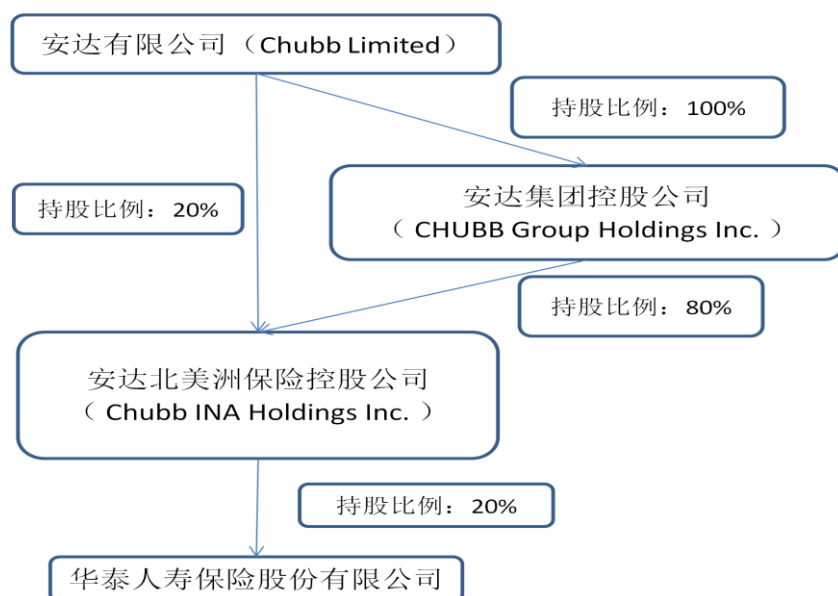 安达有限公司（Chubb Limited）
持股比例：100%
安达集团控股公司
（ CHUBB Group Holdings Inc. ）
持股比例：20%
持股比例：80%
安达北美洲保险控股公司
（ Chubb INA Holdings Inc. ）
持股比例：20%
华泰人寿保险股份有限公司